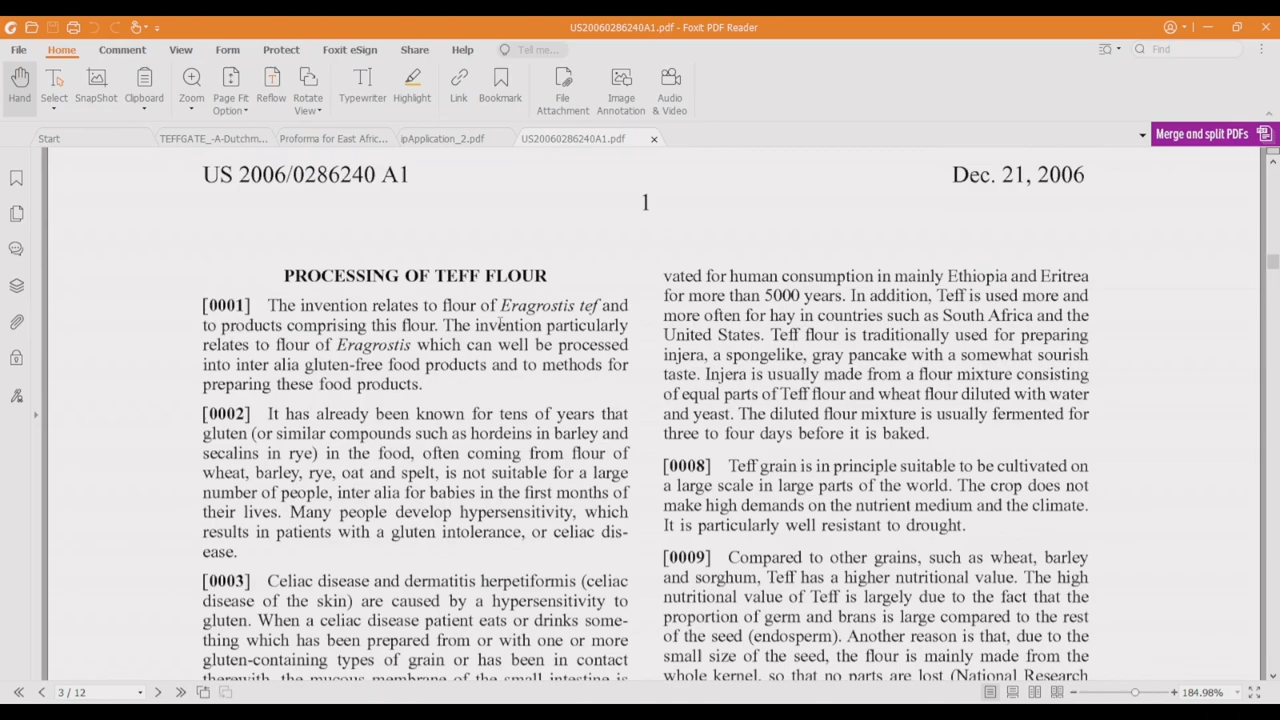 US20060286240A1.pdf - Foxit PDF Reader
File Home Comment View Form Protect Foxit eSign Share Help Tell me... Find
Hand Select SnapShot Clipboard Zoom Page Fit Option Reflow Rotate View Typewriter Highlight Link Bookmark File Attachment Image Annotation Audio & Video
Start TEFFGATE_-A-Dutchm... Proforma for East Afric... ipApplication_2.pdf US20060286240A1.pdf Merge and split PDFs
US 2006/0286240 A1
Dec. 21, 2006
1
PROCESSING OF TEFF FLOUR
[0001] The invention relates to flour of Eragrostis tef and
to products comprising this flour. The invention particularly
relates to flour of Eragrostis which can well be processed
into inter alia gluten-free food products and to methods for
preparing these food products.
[0002] It has already been known for tens of years that
gluten (or similar compounds such as hordeins in barley and
secalins in rye) in the food, often coming from flour of
wheat, barley, rye, oat and spelt, is not suitable for a large
number of people, inter alia for babies in the first months of
their lives. Many people develop hypersensitivity, which
results in patients with a gluten intolerance, or celiac dis-
ease.
[0003] Celiac disease and dermatitis herpetiformis (celiac
disease of the skin) are caused by a hypersensitivity to
gluten. When a celiac disease patient eats or drinks some-
thing which has been prepared from or with one or more
gluten-containing types of grain or has been in contact
therewith, the mucous membrane of the small intestine is
vated for human consumption in mainly Ethiopia and Eritrea
for more than 5000 years. In addition, Teff is used more and
more often for hay in countries such as South Africa and the
United States. Teff flour is traditionally used for preparing
injera, a spongelike, gray pancake with a somewhat sourish
taste. Injera is usually made from a flour mixture consisting
of equal parts of Teff flour and wheat flour diluted with water
and yeast. The diluted flour mixture is usually fermented for
three to four days before it is baked.
[0008] Teff grain is in principle suitable to be cultivated on
a large scale in large parts of the world. The crop does not
make high demands on the nutrient medium and the climate.
It is particularly well resistant to drought.
[0009] Compared to other grains, such as wheat, barley
and sorghum, Teff has a higher nutritional value. The high
nutritional value of Teff is largely due to the fact that the
proportion of germ and brans is large compared to the rest
of the seed (endosperm). Another reason is that, due to the
small size of the seed, the flour is mainly made from the
whole kernel, so that no parts are lost (National Research
3 / 12
184.98%